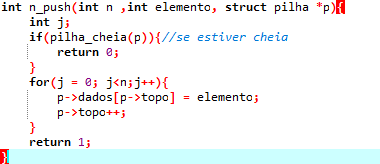 int n_push(int n ,int elemento, struct pilha *p){
int j;
if(pilha_cheia(p)){//se estiver cheia
return 0;
}
for(j = 0; j<n;j++){
p->dados[p->topo] = elemento;
p->topo++;
}
return 1;
}